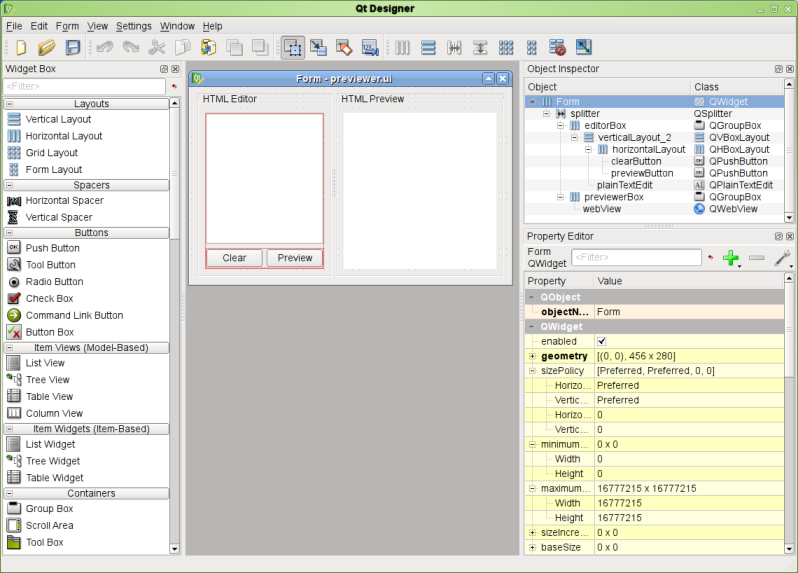 Qt Designer
File Edit Form View Settings Window Help
Widget Box
<Filter>
Layouts
Vertical Layout
Horizontal Layout
Grid Layout
Form Layout
Spacers
Horizontal Spacer
Vertical Spacer
Buttons
Push Button
Tool Button
Radio Button
Check Box
Command Link Button
Button Box
Item Views (Model-Based)
List View
Tree View
Table View
Column View
Item Widgets (Item-Based)
List Widget
Tree Widget
Table Widget
Containers
Group Box
Scroll Area
Tool Box
Form - previewer.ui
HTML Editor
HTML Preview
Clear
Preview
Object Inspector
Object Class
Form QWidget
splitter QSplitter
editorBox QGroupBox
verticalLayout_2 QVBoxLayout
horizontalLayout QHBoxLayout
clearButton QPushButton
previewButton QPushButton
plainTextEdit QPlainTextEdit
previewerBox QGroupBox
webView QWebView
Property Editor
Form
QWidget
<Filter>
Property Value
QObject
objectN... Form
QWidget
enabled
geometry [(0, 0), 456 x 280]
sizePolicy [Preferred, Preferred, 0, 0]
Horizo... Preferred
Vertic... Preferred
Horizo... 0
Vertic... 0
minimum... 0 x 0
Width 0
Height 0
maximum... 16777215 x 16777215
Width 16777215
Height 16777215
sizeIncre... 0 x 0
baseSize 0 x 0